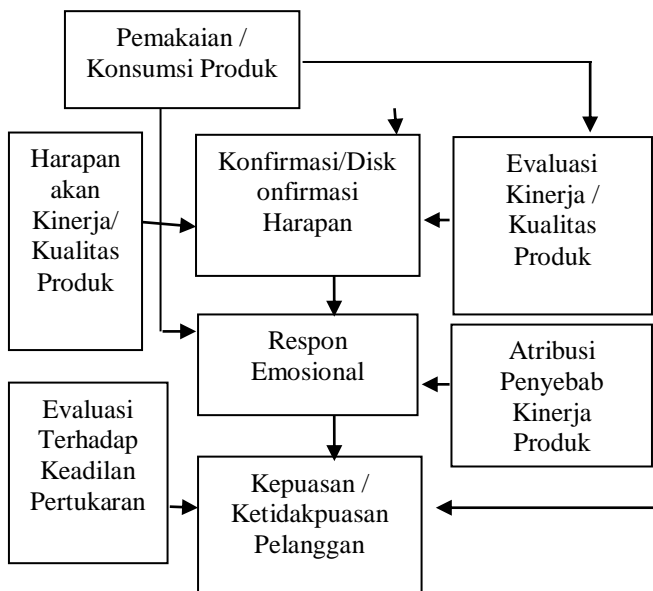 Pemakaian /
Konsumsi Produk
Harapan
akan
Kinerja/
Kualitas
Produk
Konfirmasi/Disk
onfirmasi
Harapan
Evaluasi
Kinerja /
Kualitas
Produk
Respon
Emosional
Atribusi
Penyebab
Kinerja
Produk
Evaluasi
Terhadap
Keadilan
Pertukaran
Kepuasan /
Ketidakpuasan
Pelanggan